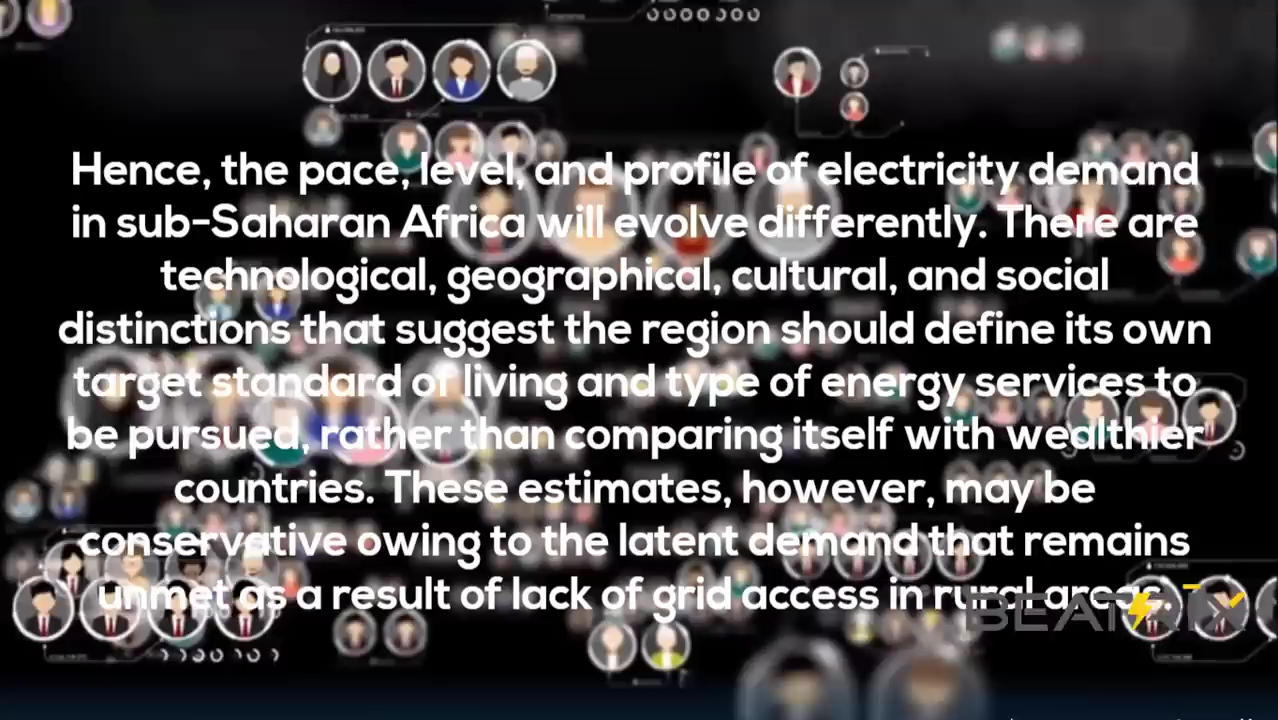 Hence, the pace, level, and profile of electricity demand
in sub-Saharan Africa will evolve differently. There are
technological, geographical, cultural, and social
distinctions that suggest the region should define its own
target standard of living and type of energy services to
be pursued, rather than comparing itself with wealthier
countries. These estimates, however, may be
conservative owing to the latent demand that remains
unmet as a result of lack of grid access in rural areas.
BEATRIX